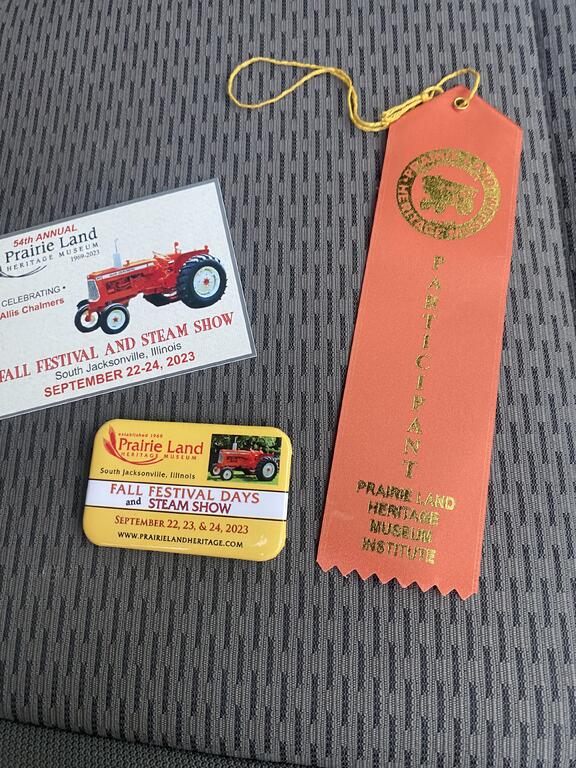 54th ANNUAL
Prairie Land
HERITAGE MUSEUM
1969-2023
CELEBRATING •
Allis Chalmers
FALL FESTIVAL AND STEAM SHOW
South Jacksonville, Illinois
SEPTEMBER 22-24, 2023
established 1969
Prairie Land
HERITAGE MUSEUM
South Jacksonville, Illinois
FALL FESTIVAL DAYS
and STEAM SHOW
SEPTEMBER 22, 23, & 24, 2023
WWW.PRAIRIELANDHERITAGE.COM
PARTICIPANT
PRAIRIE LAND
HERITAGE
MUSEUM
INSTITUTE